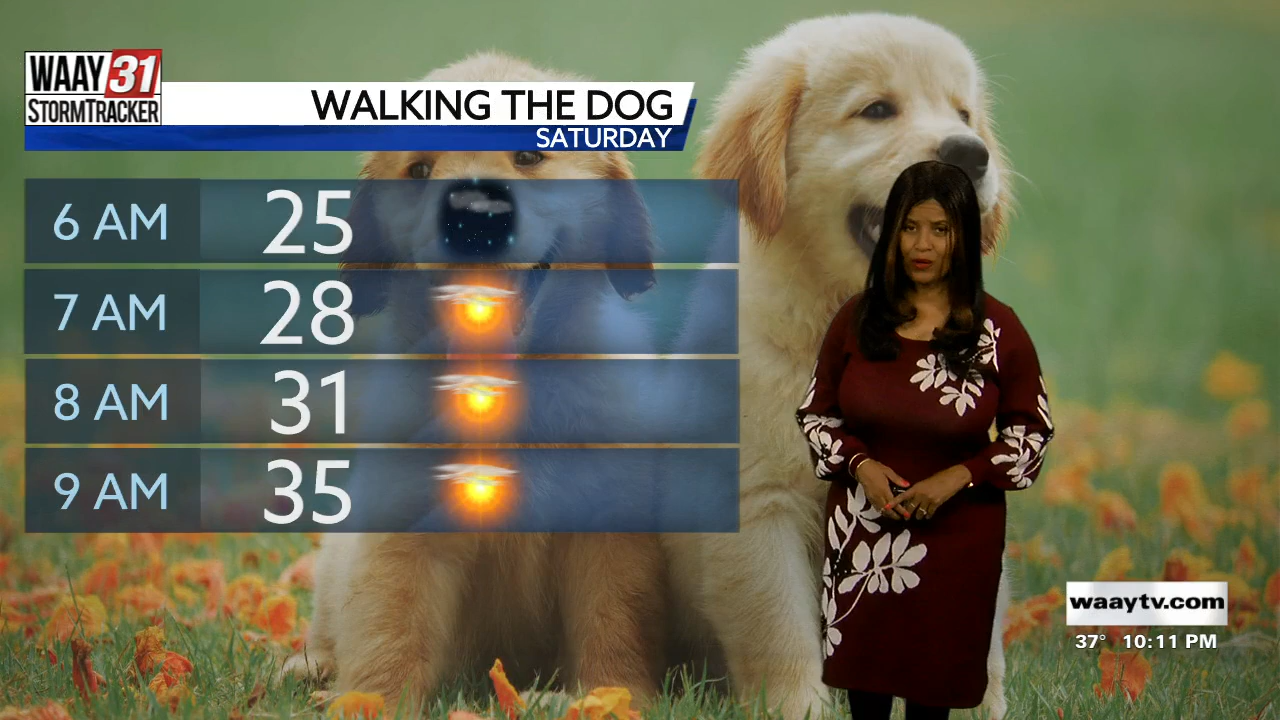 WAAY 31
STORMTRACKER
WALKING THE DOG
SATURDAY
6 AM 25
7 AM 28
8 AM 31
9 AM 35
waaytv.com
37° 10:11 PM